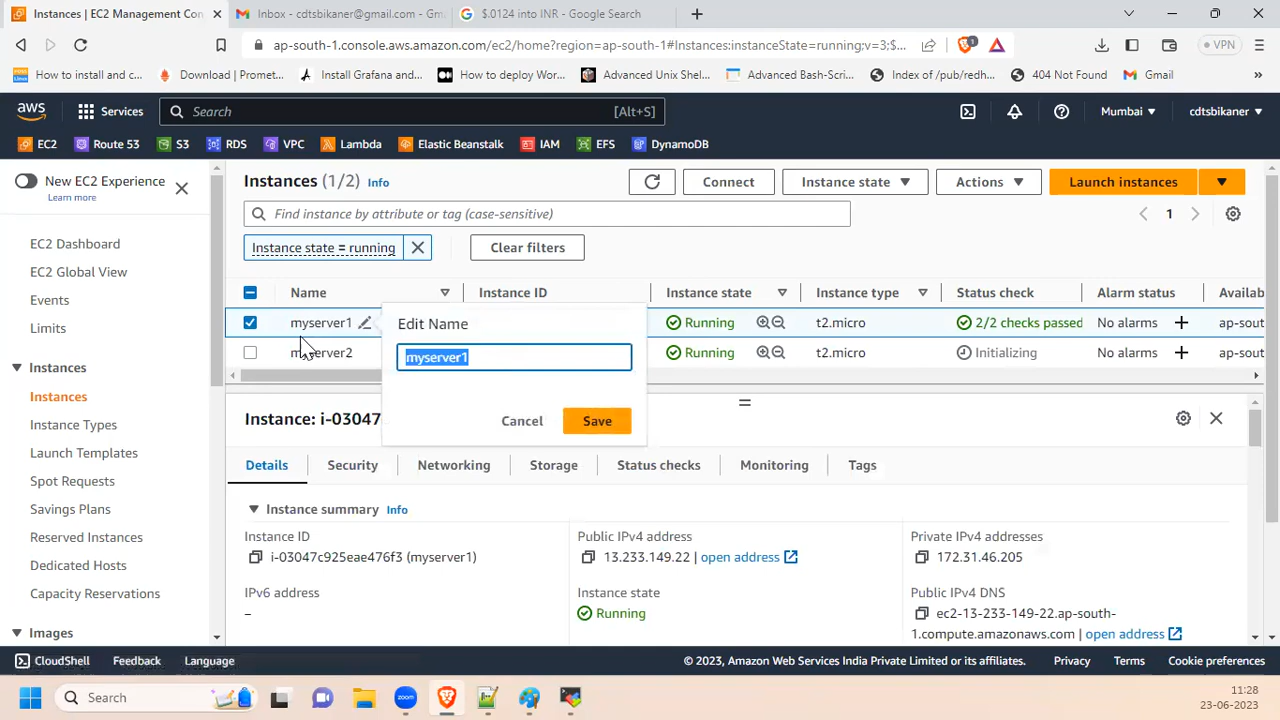 Instances | EC2 Management Con
Inbox - cdtsbikaner@gmail.com - Gm
$.0124 into INR - Google Search
ap-south-1.console.aws.amazon.com/ec2/home?region=ap-south-1#Instances:instanceState=running;v=3;$...
VPN
How to install and c...
Download | Promet...
Install Grafana and...
How to deploy Wor...
Advanced Unix Shel...
Advanced Bash-Scri...
Index of /pub/redh...
404 Not Found
Gmail
aws
Services
Search
[Alt+S]
Mumbai
cdtsbikaner
EC2
Route 53
S3
RDS
VPC
Lambda
Elastic Beanstalk
IAM
EFS
DynamoDB
New EC2 Experience
Learn more
EC2 Dashboard
EC2 Global View
Events
Limits
Instances
Instances
Instance Types
Launch Templates
Spot Requests
Savings Plans
Reserved Instances
Dedicated Hosts
Capacity Reservations
Images
Instances (1/2) Info
Connect
Instance state
Actions
Launch instances
Find instance by attribute or tag (case-sensitive)
1
Instance state = running
Clear filters
Name
Instance ID
Instance state
Instance type
Status check
Alarm status
Availab
myserver1
Running
t2.micro
2/2 checks passed
No alarms
ap-sou
myserver2
Running
t2.micro
Initializing
No alarms
ap-sou
Edit Name
myserver1
Cancel
Save
Instance: i-03047
Details
Security
Networking
Storage
Status checks
Monitoring
Tags
Instance summary Info
Instance ID
i-03047c925eae476f3 (myserver1)
Public IPv4 address
13.233.149.22 | open address
Private IPv4 addresses
172.31.46.205
IPv6 address
–
Instance state
Running
Public IPv4 DNS
ec2-13-233-149-22.ap-south-
1.compute.amazonaws.com | open address
CloudShell
Feedback
Language
© 2023, Amazon Web Services India Private Limited or its affiliates.
Privacy
Terms
Cookie preferences
Search
zoom
11:28
23-06-2023